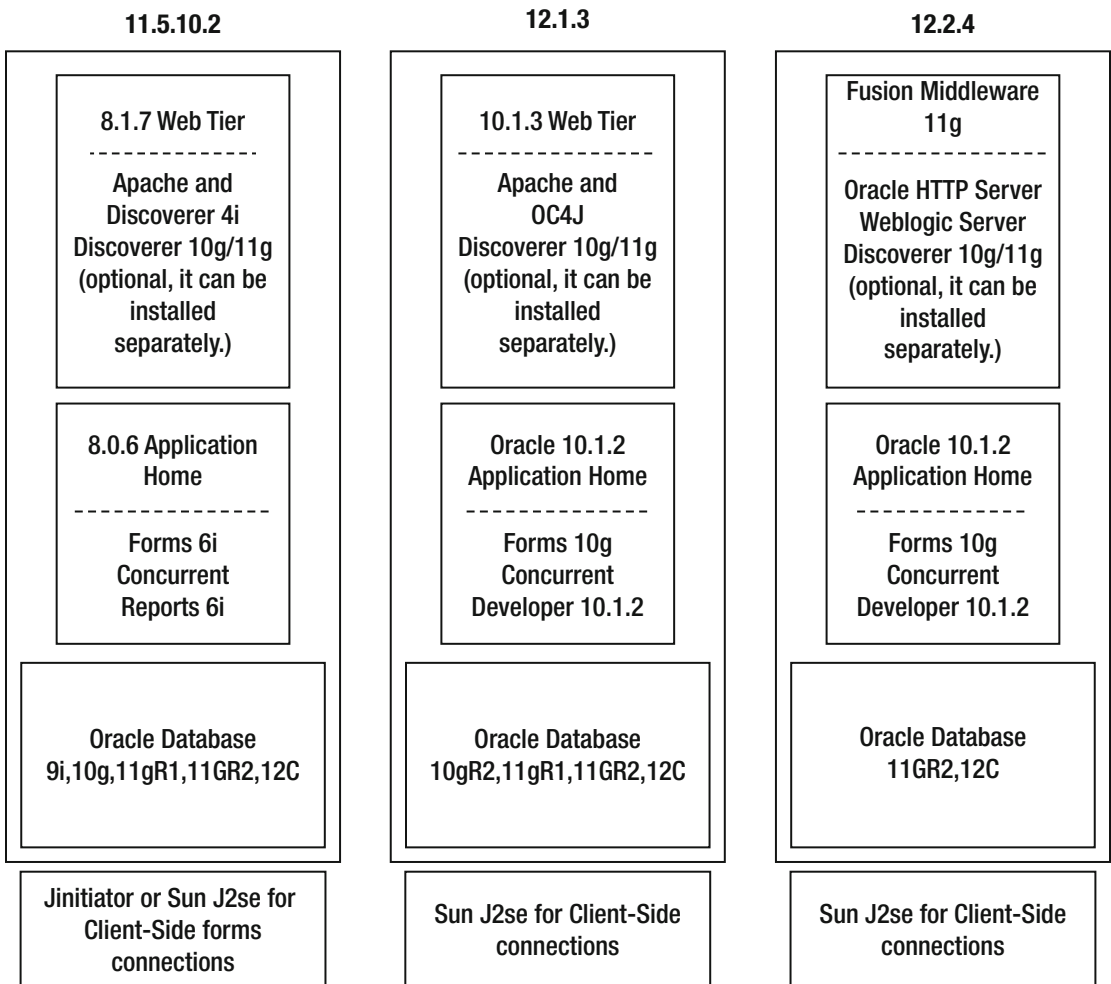 11.5.10.2
8.1.7 Web Tier
Apache and
Discoverer 4i
Discoverer 10g/11g
(optional, it can be
installed
separately.)
8.0.6 Application
Home
Forms 6i
Concurrent
Reports 6i
Oracle Database
9i,10g,11gR1,11GR2,12C
Jinitiator or Sun J2se for
Client-Side forms
connections
12.1.3
10.1.3 Web Tier
Apache and
OC4J
Discoverer 10g/11g
(optional, it can be
installed
separately.)
Oracle 10.1.2
Application Home
Forms 10g
Concurrent
Developer 10.1.2
Oracle Database
10gR2,11gR1,11GR2,12C
Sun J2se for Client-Side
connections
12.2.4
Fusion Middleware
11g
Oracle HTTP Server
Weblogic Server
Discoverer 10g/11g
(optional, it can be
installed
separately.)
Oracle 10.1.2
Application Home
Forms 10g
Concurrent
Developer 10.1.2
Oracle Database
11GR2,12C
Sun J2se for Client-Side
connections